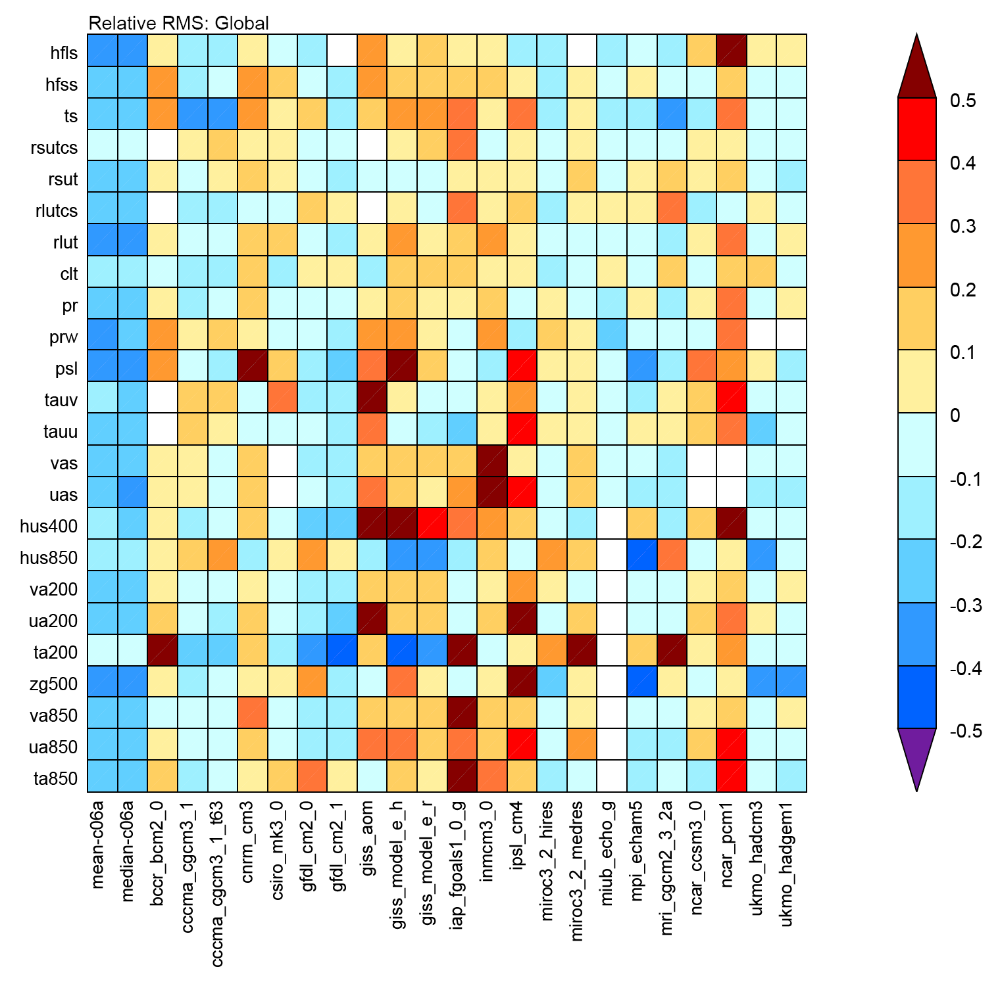 Relative RMS: Global
hfls
hfss
ts
rsutcs
rsut
rlutcs
rlut
clt
pr
prw
psl
tauv
tauu
vas
uas
hus400
hus850
va200
ua200
ta200
zg500
va850
ua850
ta850
mean-c06a
median-c06a
bccr_bcm2_0
cccma_cgcm3_1
cccma_cgcm3_1_t63
cnrm_cm3
csiro_mk3_0
gfdl_cm2_0
gfdl_cm2_1
giss_aom
giss_model_e_h
giss_model_e_r
iap_fgoals1_0_g
inmcm3_0
ipsl_cm4
miroc3_2_hires
miroc3_2_medres
miub_echo_g
mpi_echam5
mri_cgcm2_3_2a
ncar_ccsm3_0
ncar_pcm1
ukmo_hadcm3
ukmo_hadgem1
0.5
0.4
0.3
0.2
0.1
0
-0.1
-0.2
-0.3
-0.4
-0.5